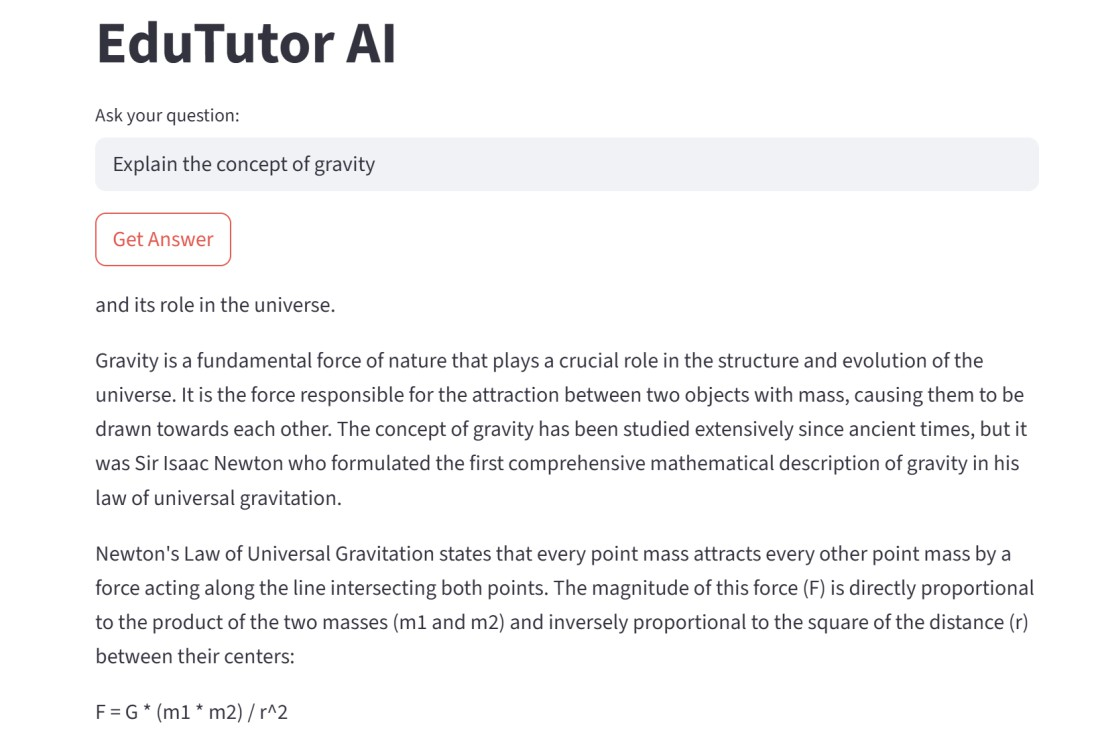 EduTutor AI
Ask your question:
Explain the concept of gravity
Get Answer
and its role in the universe.
Gravity is a fundamental force of nature that plays a crucial role in the structure and evolution of the
universe. It is the force responsible for the attraction between two objects with mass, causing them to be
drawn towards each other. The concept of gravity has been studied extensively since ancient times, but it
was Sir Isaac Newton who formulated the first comprehensive mathematical description of gravity in his
law of universal gravitation.
Newton's Law of Universal Gravitation states that every point mass attracts every other point mass by a
force acting along the line intersecting both points. The magnitude of this force (F) is directly proportional
to the product of the two masses (m1 and m2) and inversely proportional to the square of the distance (r)
between their centers:
F = G * (m1 * m2) / r^2